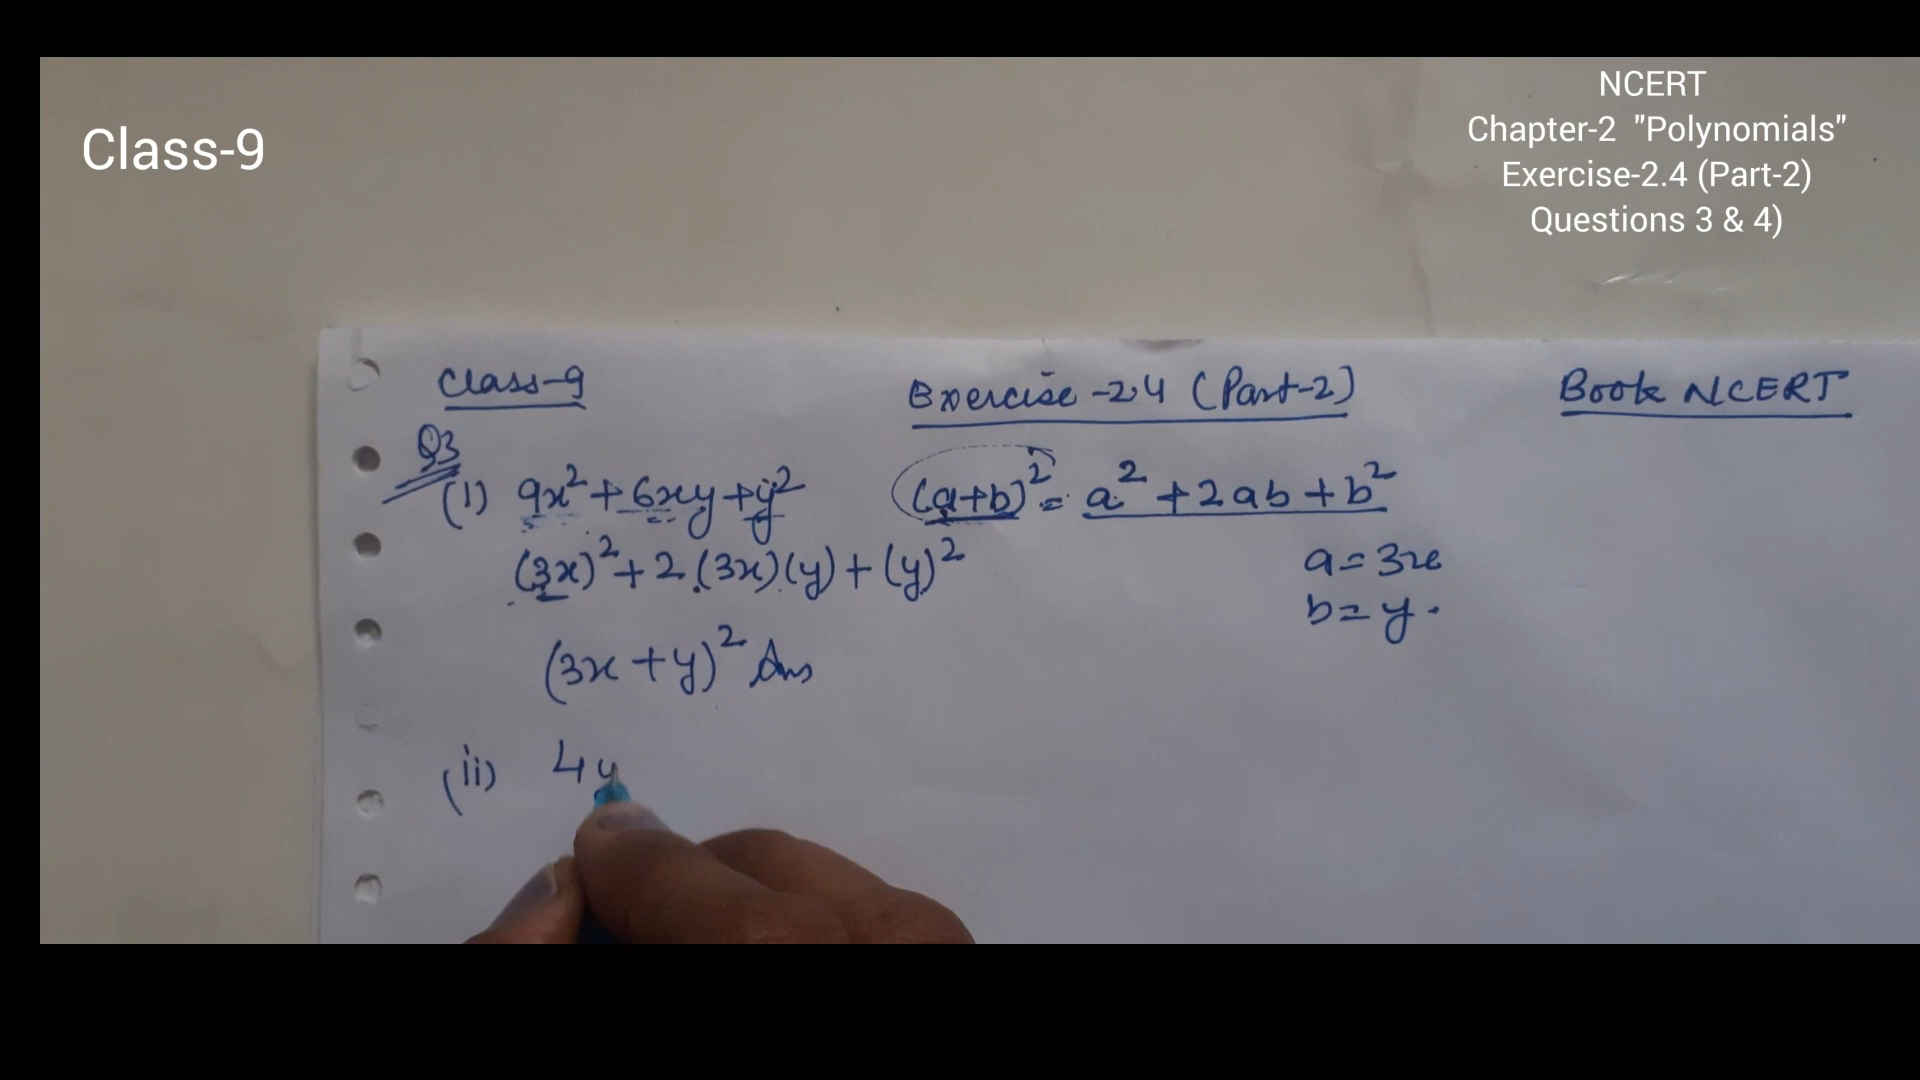 Class-9
NCERT
Chapter-2 "Polynomials"
Exercise-2.4 (Part-2)
Questions 3 & 4)
Class-9
Exercise-2.4 (Part-2)
Book NCERT
Q3
(1) 9x²+6xy+y²
(a+b)² = a²+2ab+b²
(3x)²+2.(3x)(y)+(y)²
a=3x
b=y.
(3x+y)² Ans
(ii) 4y